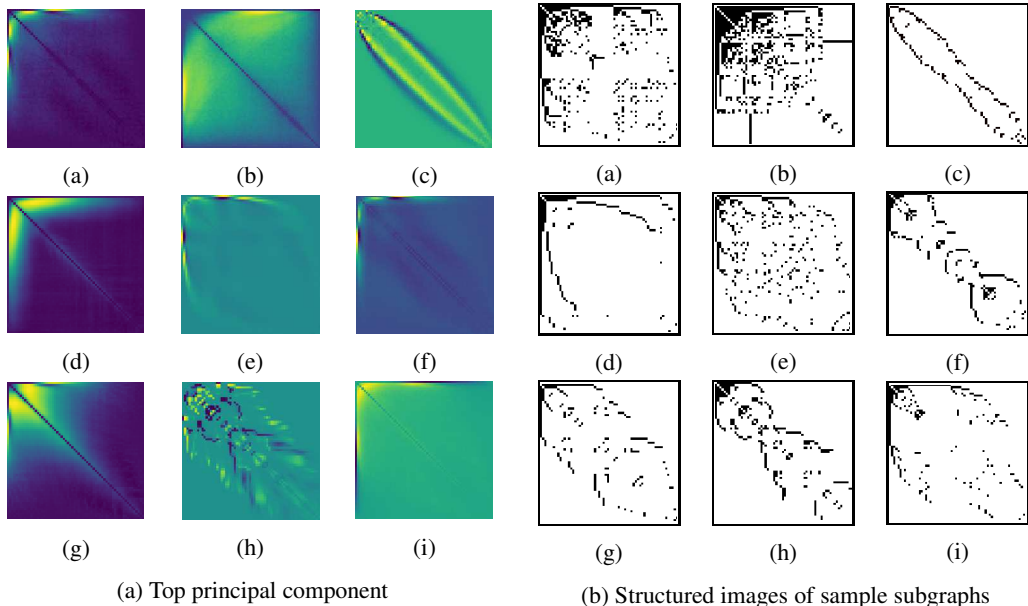 (a) (b) (c) (a) (b) (c)
(d) (e) (f) (d) (e) (f)
(g) (h) (i) (g) (h) (i)
(a) Top principal component (b) Structured images of sample subgraphs